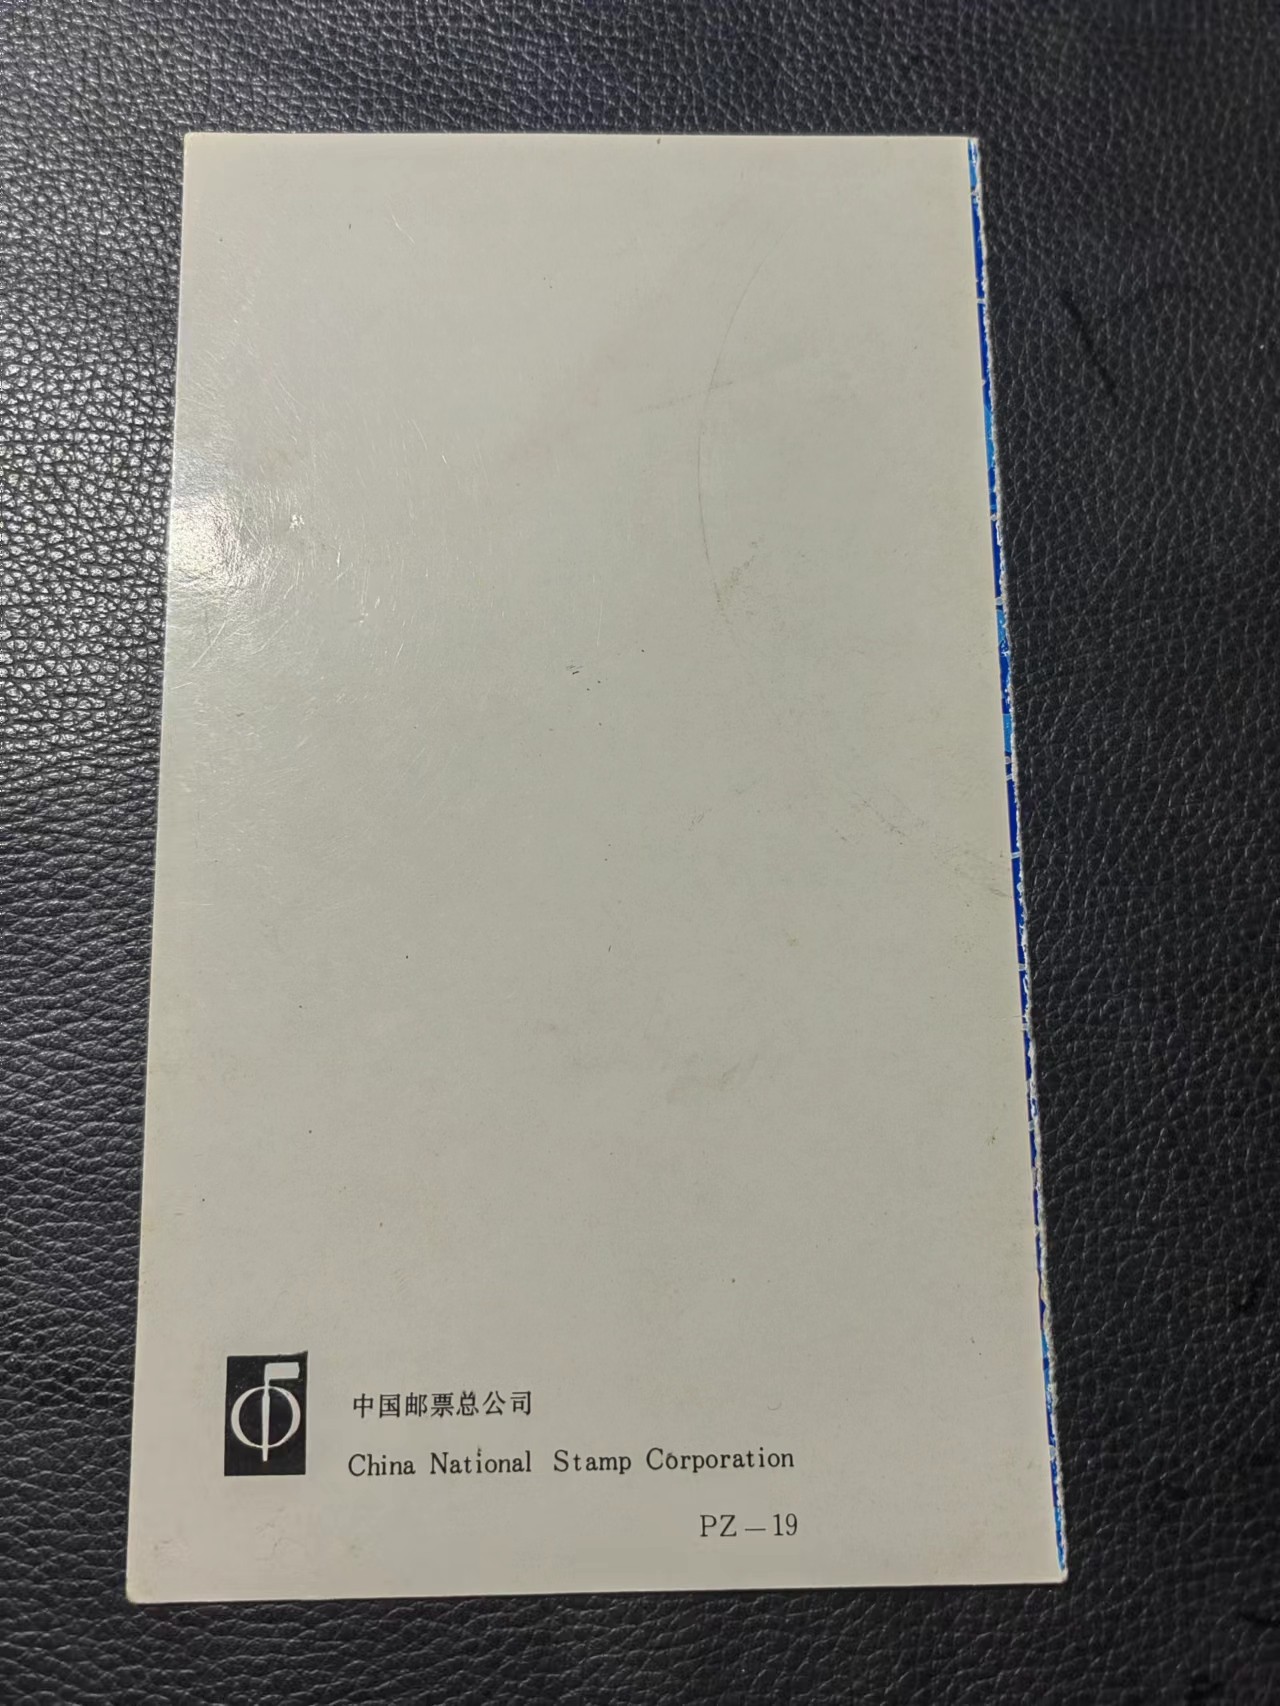 中国邮票总公司
China National Stamp Corporation
PZ—19